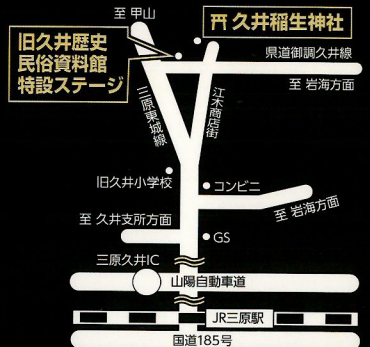 至 甲山
久井稲生神社
旧久井歴史
民俗資料館
特設ステージ
県道御調久井線
至 岩海方面
三原東城線
江木商店街
旧久井小学校
コンビニ
至 岩海方面
至 久井支所方面
GS
三原久井IC
山陽自動車道
JR三原駅
国道185号